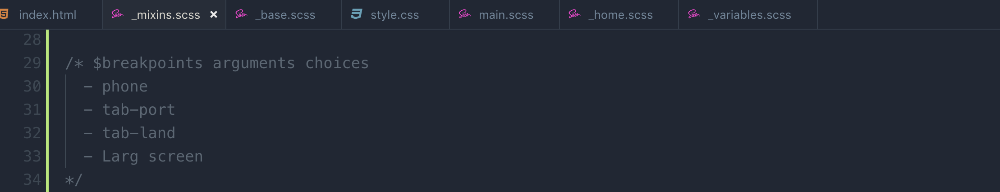 index.html _mixins.scss × _base.scss style.css main.scss _home.scss _variables.scss
28
29 /* $breakpoints arguments choices
30 - phone
31 - tab-port
32 - tab-land
33 - Larg screen
34 */